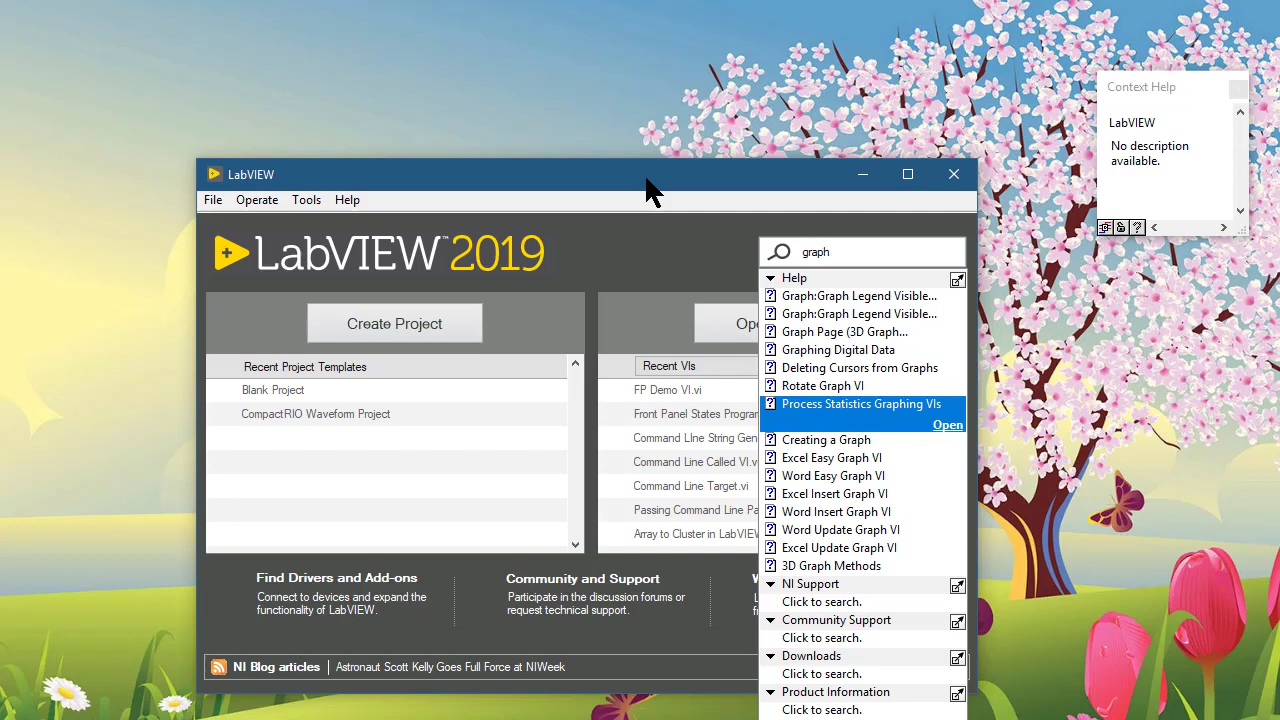 Context Help
LabVIEW
No description
available.
LabVIEW
File Operate Tools Help
LabVIEW™ 2019
graph
Create Project
Op
Recent Project Templates
Blank Project
CompactRIO Waveform Project
Recent VIs
FP Demo VI.vi
Front Panel States Progra
Command LIne String Gen
Command Line Called VI.v
Command Line Target.vi
Passing Command Line Pa
Array to Cluster in LabVIEW
Help
Graph:Graph Legend Visible...
Graph:Graph Legend Visible...
Graph Page (3D Graph...
Graphing Digital Data
Deleting Cursors from Graphs
Rotate Graph VI
Process Statistics Graphing VIs
Open
Creating a Graph
Excel Easy Graph VI
Word Easy Graph VI
Excel Insert Graph VI
Word Insert Graph VI
Word Update Graph VI
Excel Update Graph VI
3D Graph Methods
NI Support
Click to search.
Community Support
Click to search.
Downloads
Click to search.
Product Information
Click to search.
Find Drivers and Add-ons
Connect to devices and expand the
functionality of LabVIEW.
Community and Support
Participate in the discussion forums or
request technical support.
NI Blog articles
Astronaut Scott Kelly Goes Full Force at NIWeek